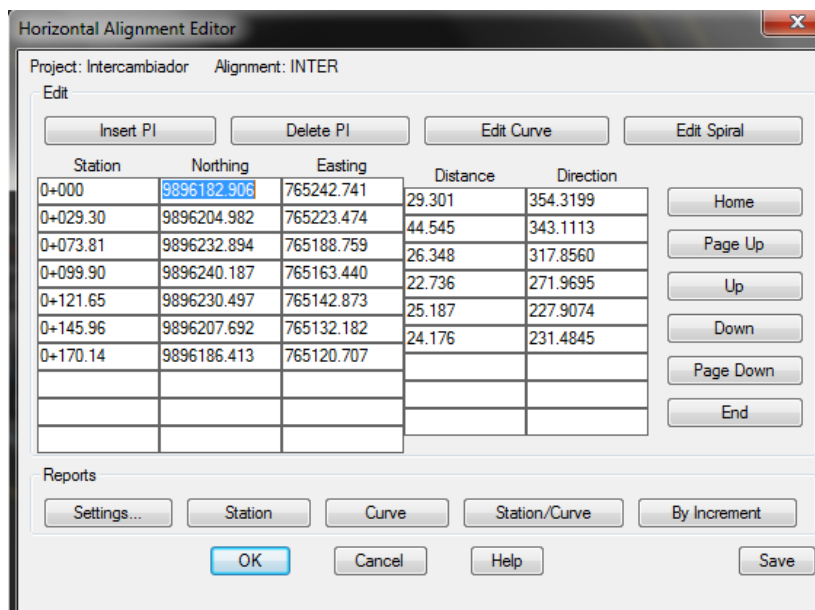 Horizontal Alignment Editor
X
Project: Intercambiador Alignment: INTER
Edit
Insert PI Delete PI Edit Curve Edit Spiral
Station Northing Easting Distance Direction
0+000 9896182.906 765242.741
29.301 354.3199
Home
0+029.30 9896204.982 765223.474
44.545 343.1113
Page Up
0+073.81 9896232.894 765188.759
26.348 317.8560
0+099.90 9896240.187 765163.440
22.736 271.9695
Up
0+121.65 9896230.497 765142.873
25.187 227.9074
Down
0+145.96 9896207.692 765132.182
24.176 231.4845
0+170.14 9896186.413 765120.707
Page Down
End
Reports
Settings... Station Curve Station/Curve By Increment
OK Cancel Help Save